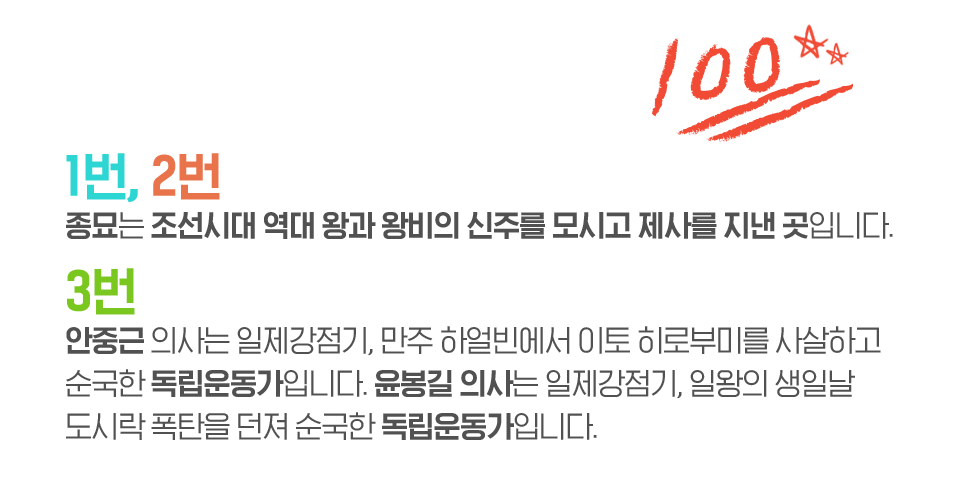 100
1번, 2번
종묘는 조선시대 역대 왕과 왕비의 신주를 모시고 제사를 지낸 곳입니다.
3번
안중근 의사는 일제강점기, 만주 하얼빈에서 이토 히로부미를 사살하고
순국한 독립운동가입니다. 윤봉길 의사는 일제강점기, 일왕의 생일날
도시락 폭탄을 던져 순국한 독립운동가입니다.